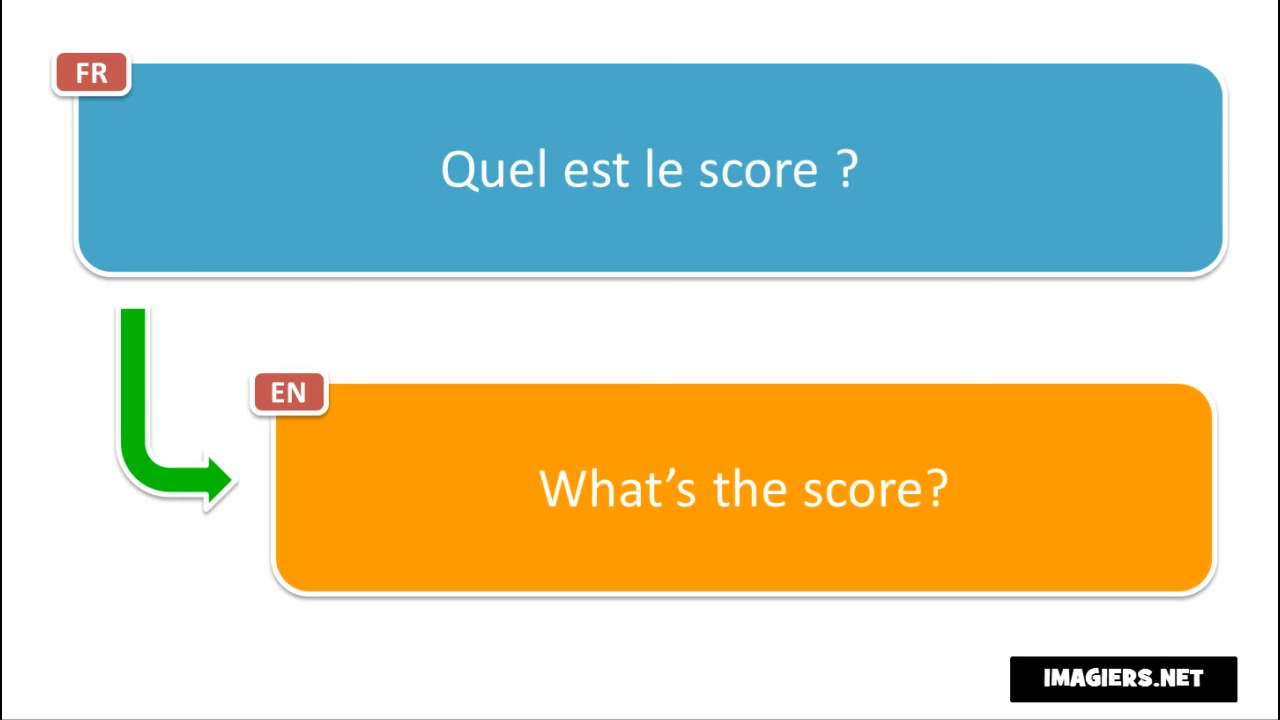 FR
Quel est le score ?
EN
What’s the score?
IMAGIERS.NET